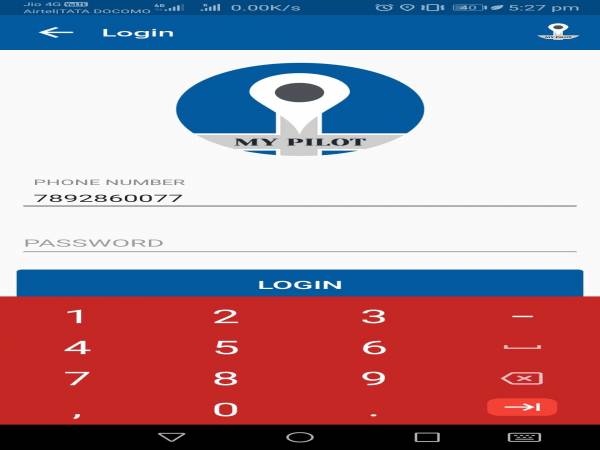 Jio 4G VoLTE
Airtel|TATA DOCOMO 4G 0.00K/s 40 5:27 pm
Login
MY PILOT
MY PILOT
PHONE NUMBER
7892860077
PASSWORD
LOGIN
1 2 3 –
4 5 6
7 8 9
, 0 .